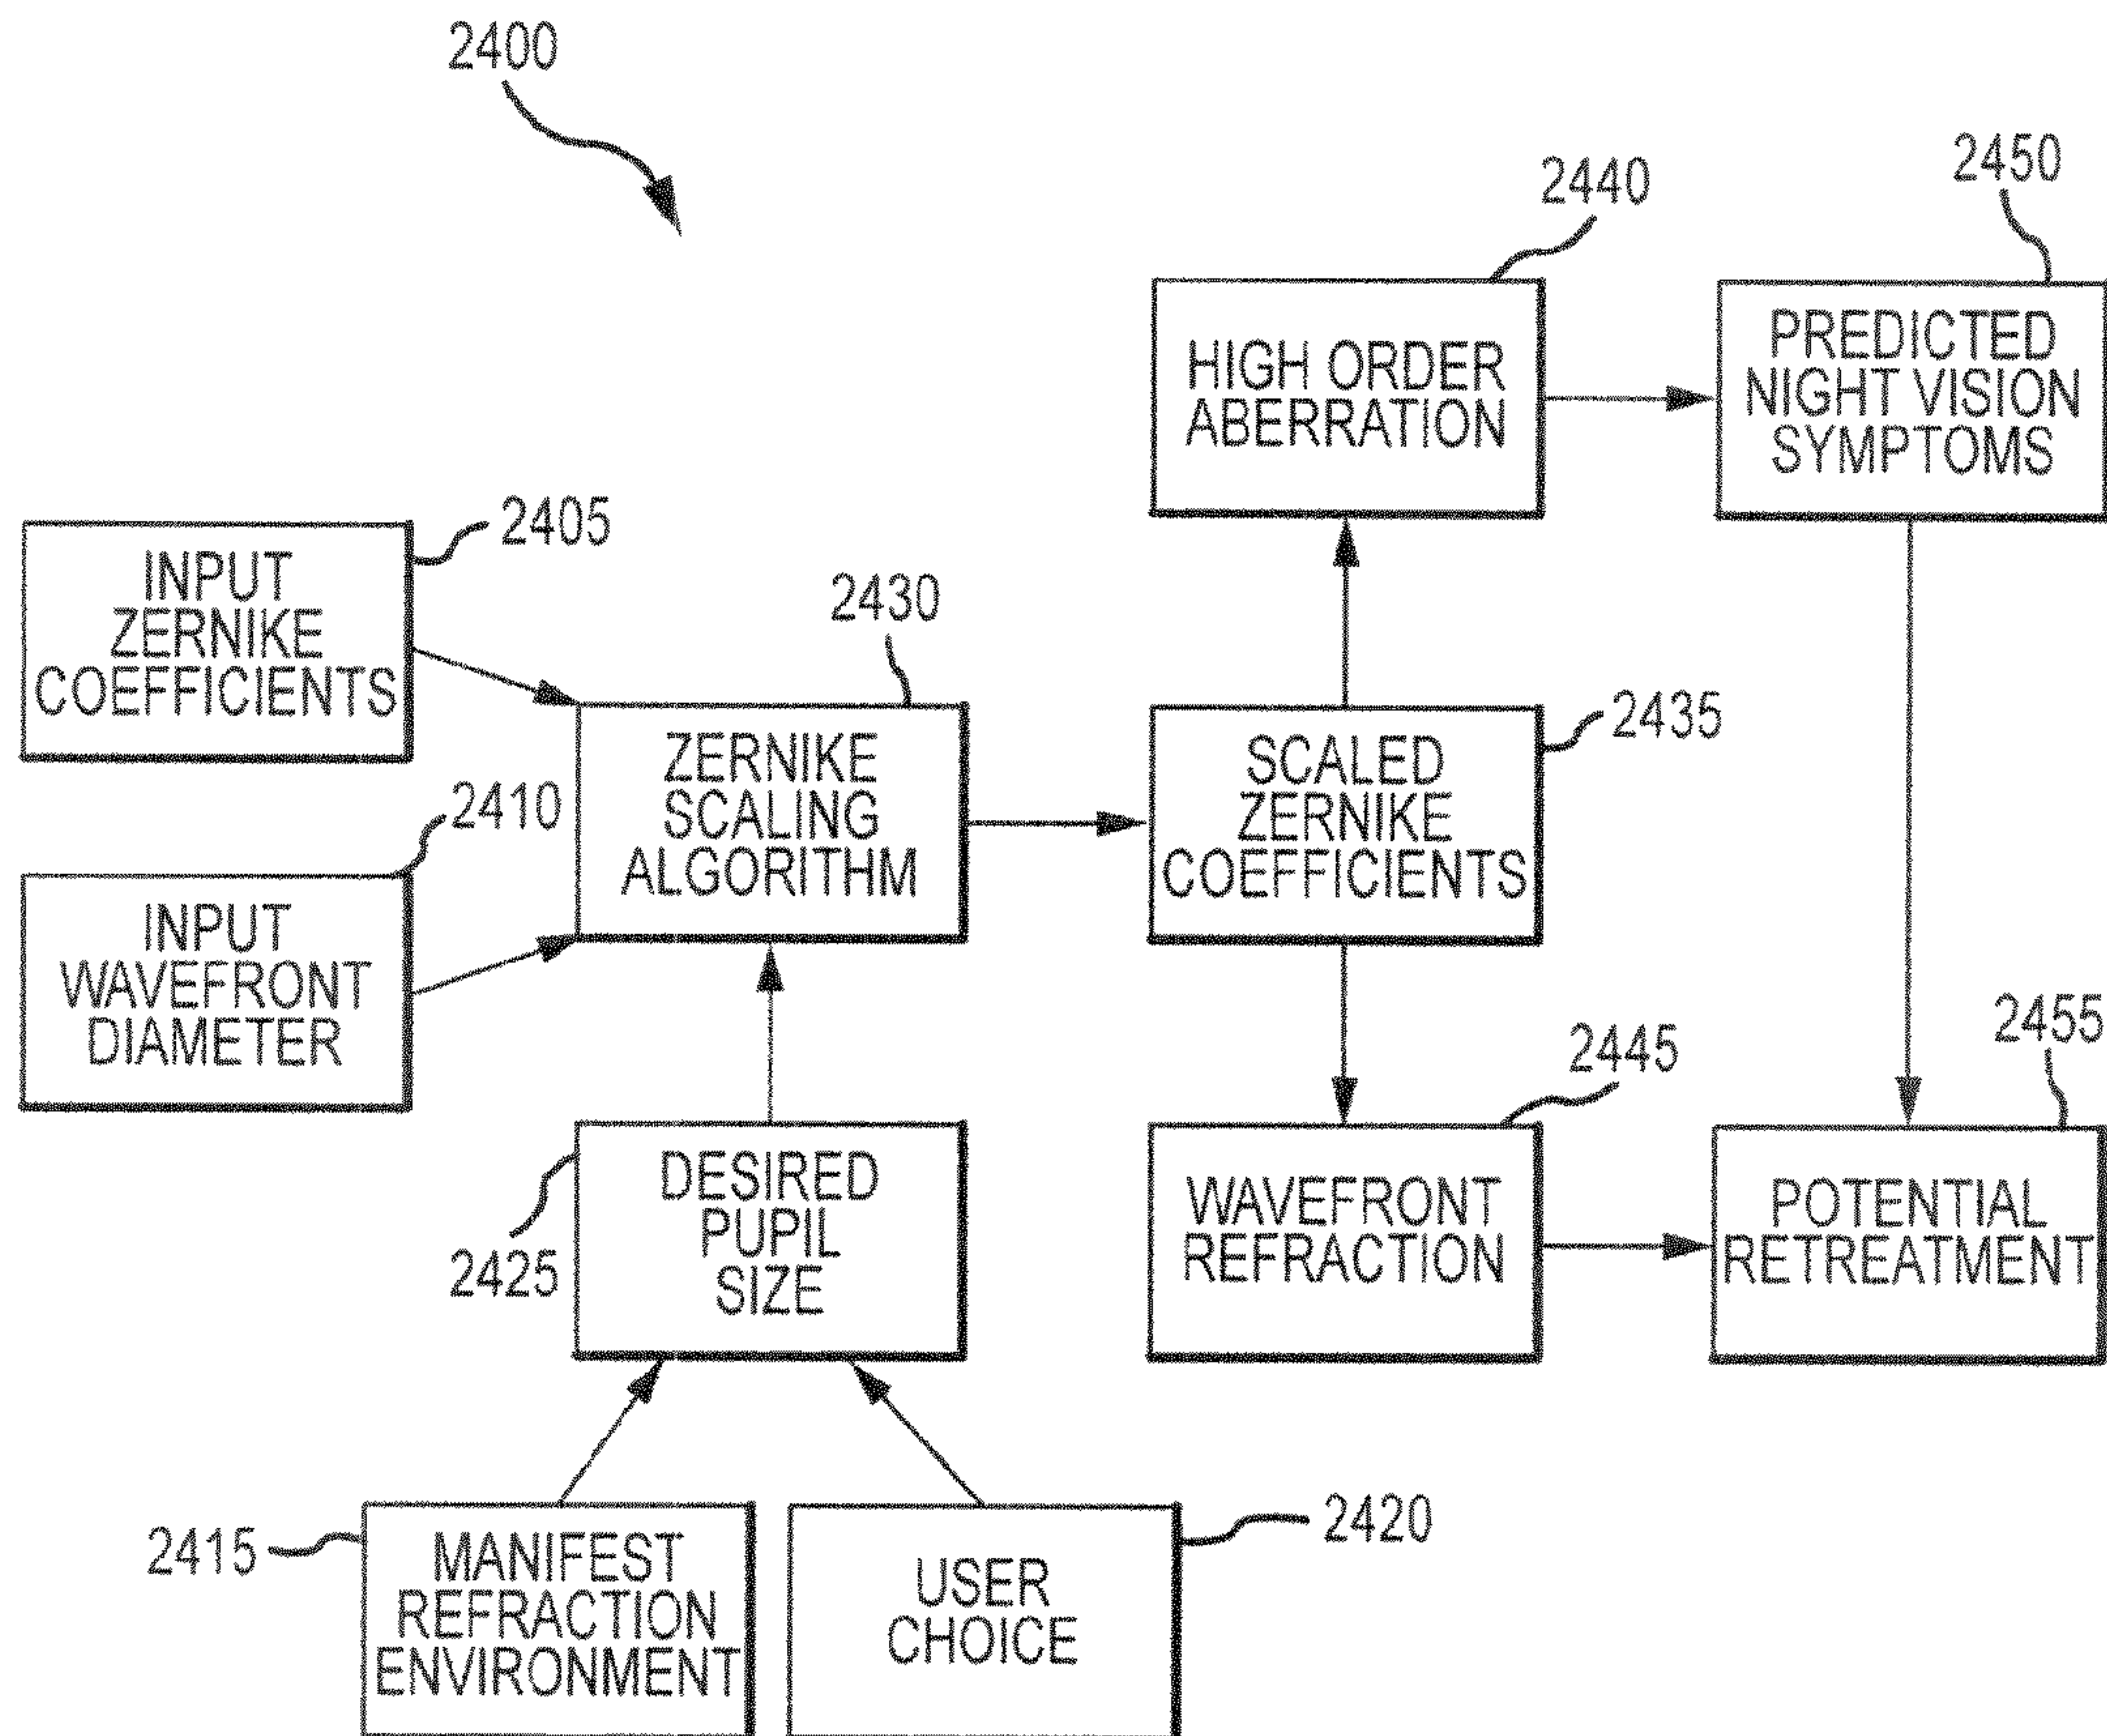 2400
2440
2450
HIGH ORDER
ABERRATION
PREDICTED
NIGHT VISION
SYMPTOMS
2405
INPUT
ZERNIKE
COEFFICIENTS
2430
ZERNIKE
SCALING
ALGORITHM
2435
SCALED
ZERNIKE
COEFFICIENTS
2410
INPUT
WAVEFRONT
DIAMETER
2425
DESIRED
PUPIL
SIZE
2445
WAVEFRONT
REFRACTION
2455
POTENTIAL
RETREATMENT
2415
MANIFEST
REFRACTION
ENVIRONMENT
USER
CHOICE
2420